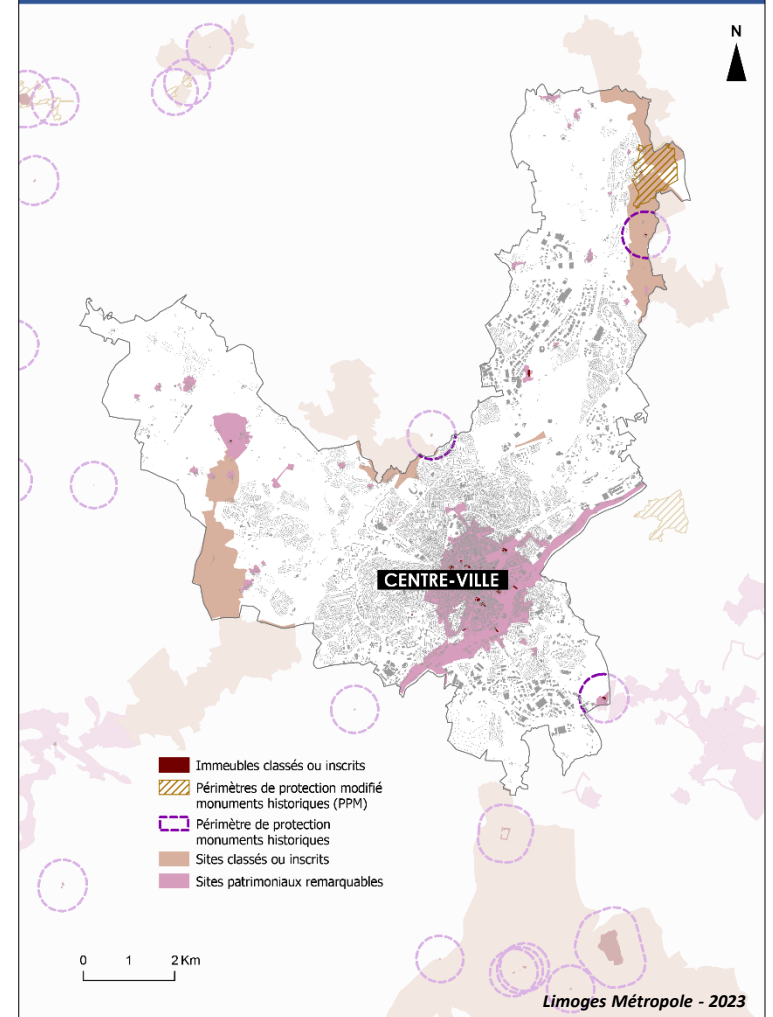 N
CENTRE-VILLE
Immeubles classés ou inscrits
Périmètres de protection modifié
monuments historiques (PPM)
Périmètre de protection
monuments historiques
Sites classés ou inscrits
Sites patrimoniaux remarquables
0 1 2 Km
Limoges Métropole - 2023